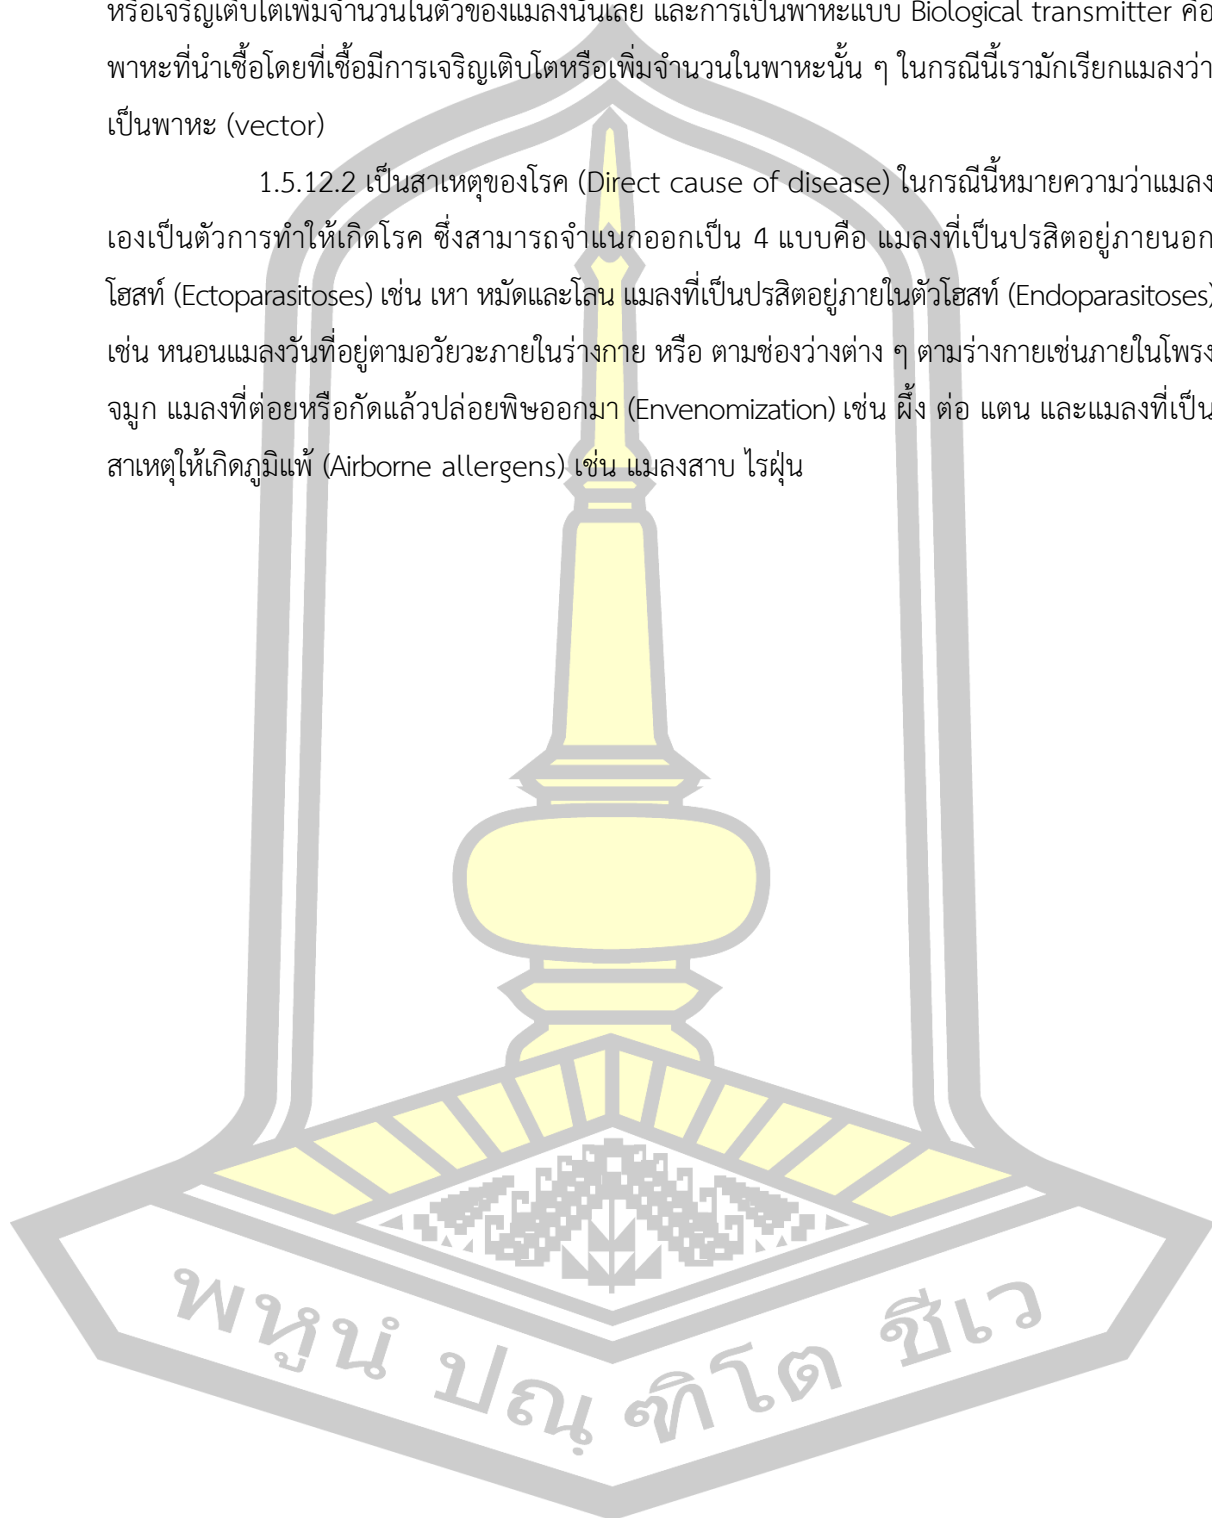 หรือเจริญเติบโตเพิ่มจำนวนในตัวของแมลงนั้นเลย และการเป็นพาหะแบบ Biological transmitter คือ
พาหะที่นำเชื้อโดยที่เชื้อมีการเจริญเติบโตหรือเพิ่มจำนวนในพาหะนั้น ๆ ในกรณีนี้เรามักเรียกแมลงว่า
เป็นพาหะ (vector)
1.5.12.2 เป็นสาเหตุของโรค (Direct cause of disease) ในกรณีนี้หมายความว่าแมลง
เองเป็นตัวการทำให้เกิดโรค ซึ่งสามารถจำแนกออกเป็น 4 แบบคือ แมลงที่เป็นปรสิตอยู่ภายนอก
โฮสท์ (Ectoparasitoses) เช่น เหา หมัดและโลน แมลงที่เป็นปรสิตอยู่ภายในตัวโฮสท์ (Endoparasitoses)
เช่น หนอนแมลงวันที่อยู่ตามอวัยวะภายในร่างกาย หรือ ตามช่องว่างต่าง ๆ ตามร่างกายเช่นภายในโพรง
จมูก แมลงที่ต่อยหรือกัดแล้วปล่อยพิษออกมา (Envenomization) เช่น ผึ้ง ต่อ แตน และแมลงที่เป็น
สาเหตุให้เกิดภูมิแพ้ (Airborne allergens) เช่น แมลงสาบ ไรฝุ่น
พหูนํ ปณฺฑิโต ชีเว